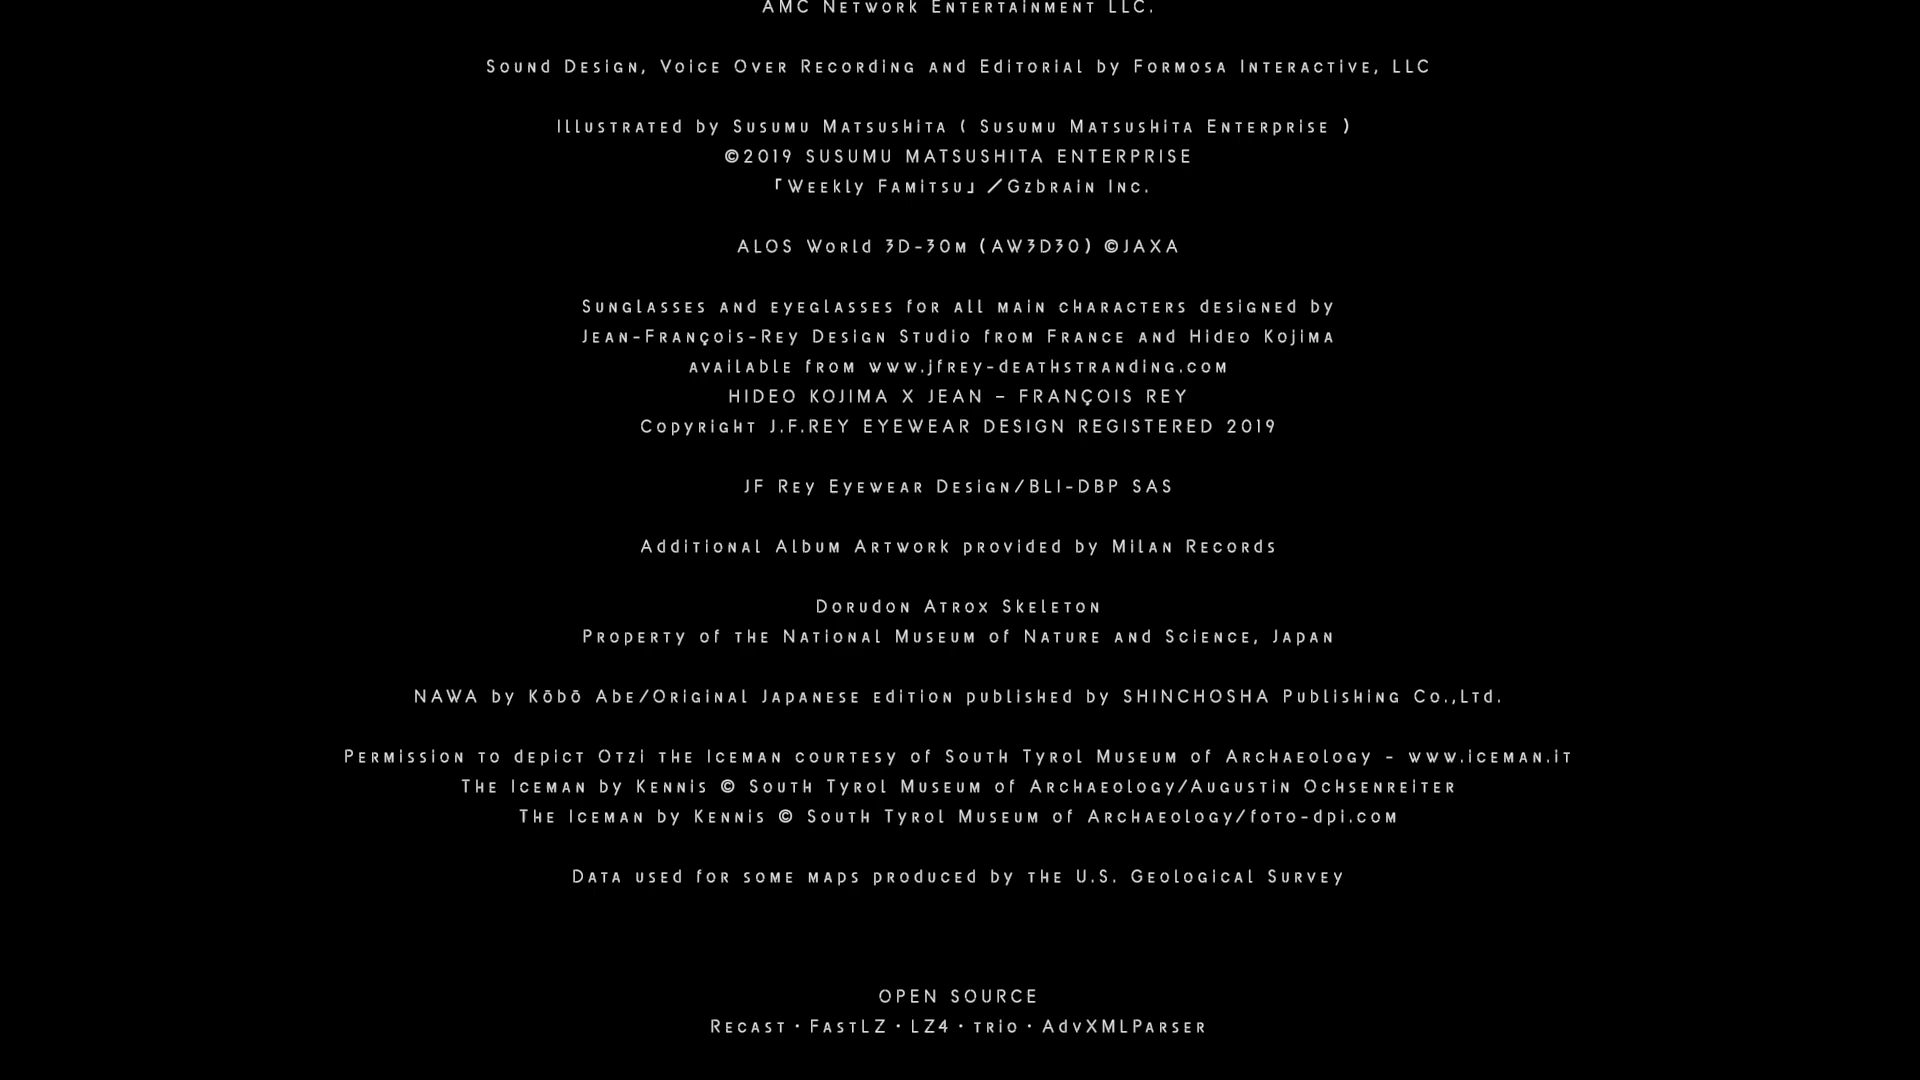 AMC Network Entertainment LLC.
Sound Design, Voice Over Recording and Editorial by Formosa Interactive, LLC
Illustrated by Susumu Matsushita ( Susumu Matsushita Enterprise )
©2019 SUSUMU MATSUSHITA ENTERPRISE
「Weekly Famitsu」／Gzbrain Inc.
ALOS World 3D-30m (AW3D30) ©JAXA
Sunglasses and eyeglasses for all main characters designed by
Jean-François-Rey Design Studio from France and Hideo Kojima
available from www.jfrey-deathstranding.com
HIDEO KOJIMA X JEAN – FRANÇOIS REY
Copyright J.F.REY EYEWEAR DESIGN REGISTERED 2019
JF Rey Eyewear Design/BLI-DBP SAS
Additional Album Artwork provided by Milan Records
Dorudon Atrox Skeleton
Property of the National Museum of Nature and Science, Japan
NAWA by Kōbō Abe/Original Japanese edition published by SHINCHOSHA Publishing Co.,Ltd.
Permission to depict Otzi the Iceman courtesy of South Tyrol Museum of Archaeology - www.iceman.it
The Iceman by Kennis © South Tyrol Museum of Archaeology/Augustin Ochsenreiter
The Iceman by Kennis © South Tyrol Museum of Archaeology/foto-dpi.com
Data used for some maps produced by the U.S. Geological Survey
OPEN SOURCE
Recast・FastLZ・LZ4・trio・AdvXMLParser